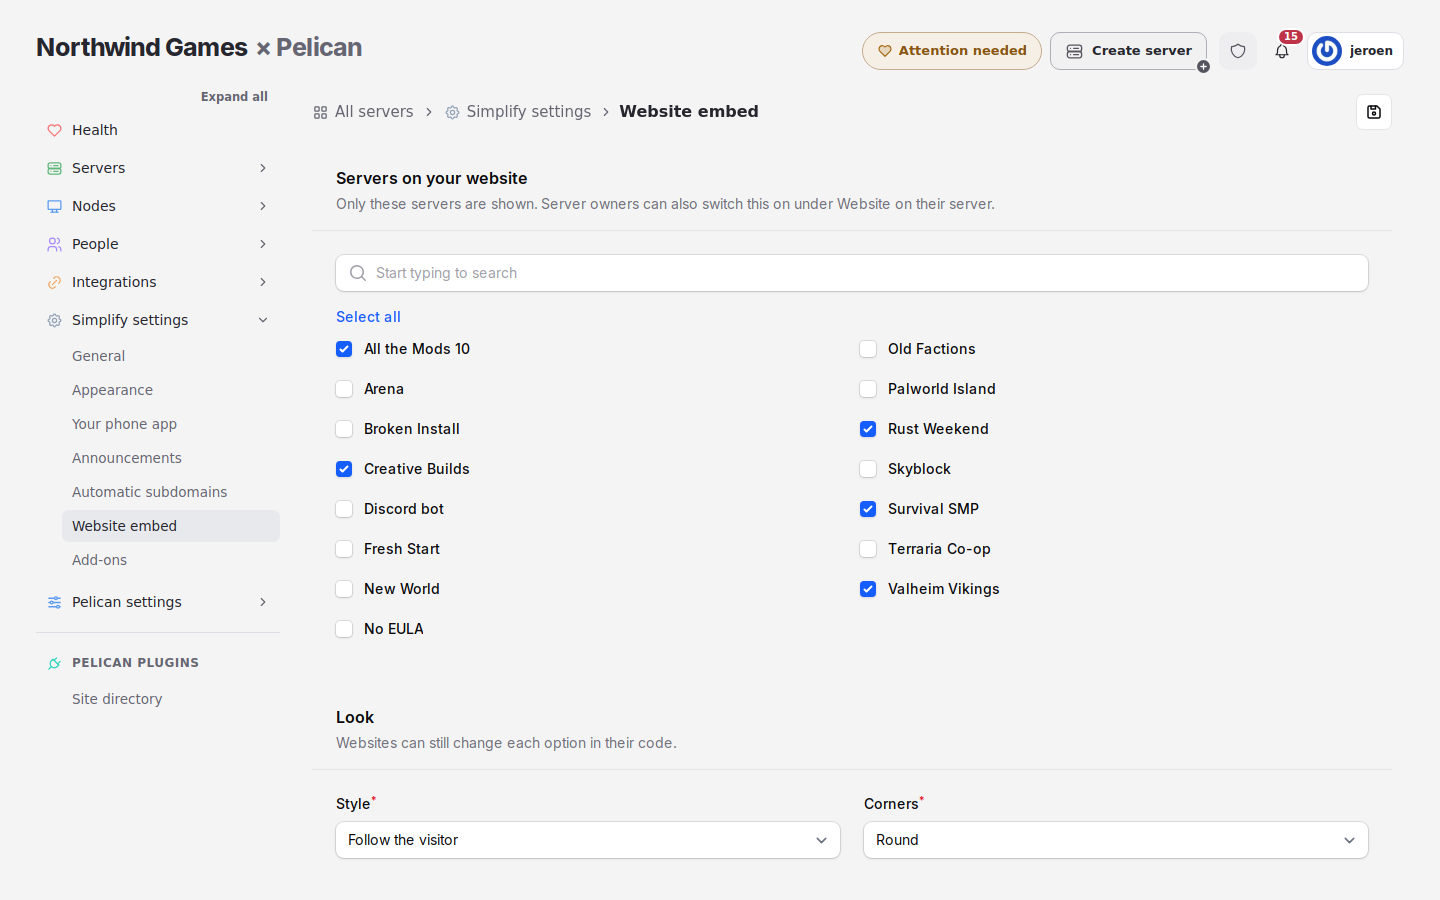 Northwind Games × Pelican
Attention needed
Create server
15
jeroen
Expand all
Health
Servers
Nodes
People
Integrations
Simplify settings
General
Appearance
Your phone app
Announcements
Automatic subdomains
Website embed
Add-ons
Pelican settings
PELICAN PLUGINS
Site directory
All servers > Simplify settings > Website embed
Servers on your website
Only these servers are shown. Server owners can also switch this on under Website on their server.
Start typing to search
Select all
All the Mods 10
Arena
Broken Install
Creative Builds
Discord bot
Fresh Start
New World
No EULA
Old Factions
Palworld Island
Rust Weekend
Skyblock
Survival SMP
Terraria Co-op
Valheim Vikings
Look
Websites can still change each option in their code.
Style*
Follow the visitor
Corners*
Round